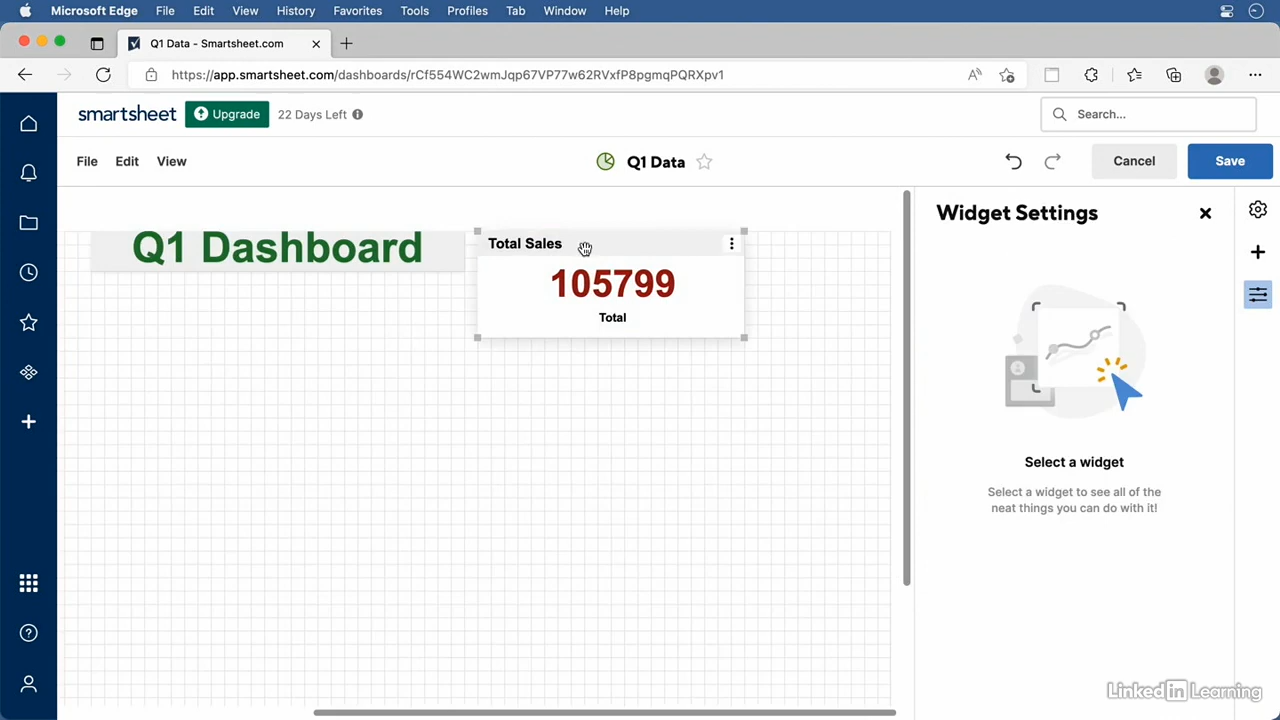 Microsoft Edge File Edit View History Favorites Tools Profiles Tab Window Help
Q1 Data - Smartsheet.com
https://app.smartsheet.com/dashboards/rCf554WC2wmJqp67VP77w62RVxfP8pgmqPQRXpv1
smartsheet Upgrade 22 Days Left Search...
File Edit View Q1 Data Cancel Save
Widget Settings
Q1 Dashboard
Total Sales
105799
Total
Select a widget
Select a widget to see all of the
neat things you can do with it!
LinkedIn Learning